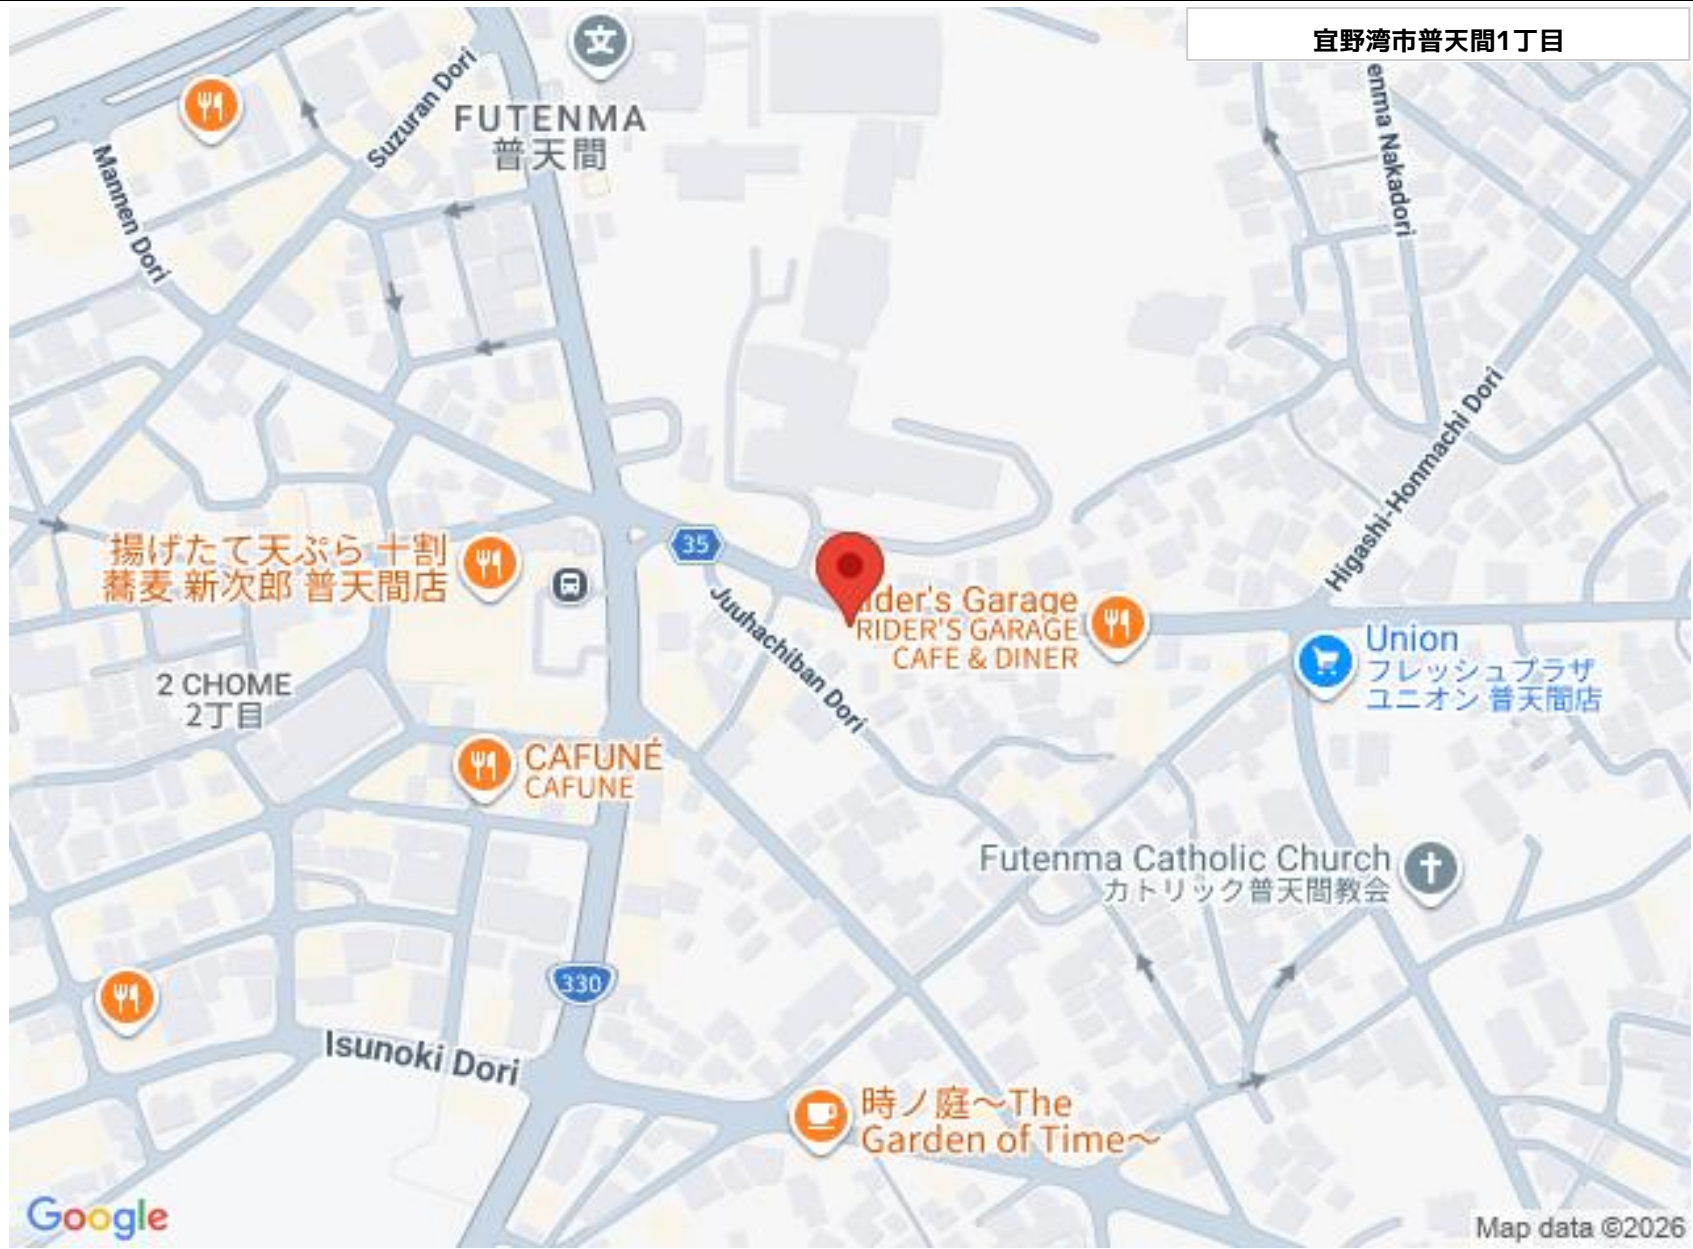 宜野湾市普天間1丁目
Suzuran Dori
FUTENMA
普天間
Mannen Dori
enma Nakadori
Higashi-Honmachi Dori
35
揚げたて天ぷら 十割
蕎麦 新次郎 普天間店
Juuhachiban Dori
ider's Garage
RIDER'S GARAGE
CAFE & DINER
Union
フレッシュプラザ
ユニオン 普天間店
2 CHOME
2丁目
CAFUNÉ
CAFUNE
Futenma Catholic Church
カトリック普天間教会
330
Isunoki Dori
時ノ庭〜The
Garden of Time〜
Google
Map data ©2026
文